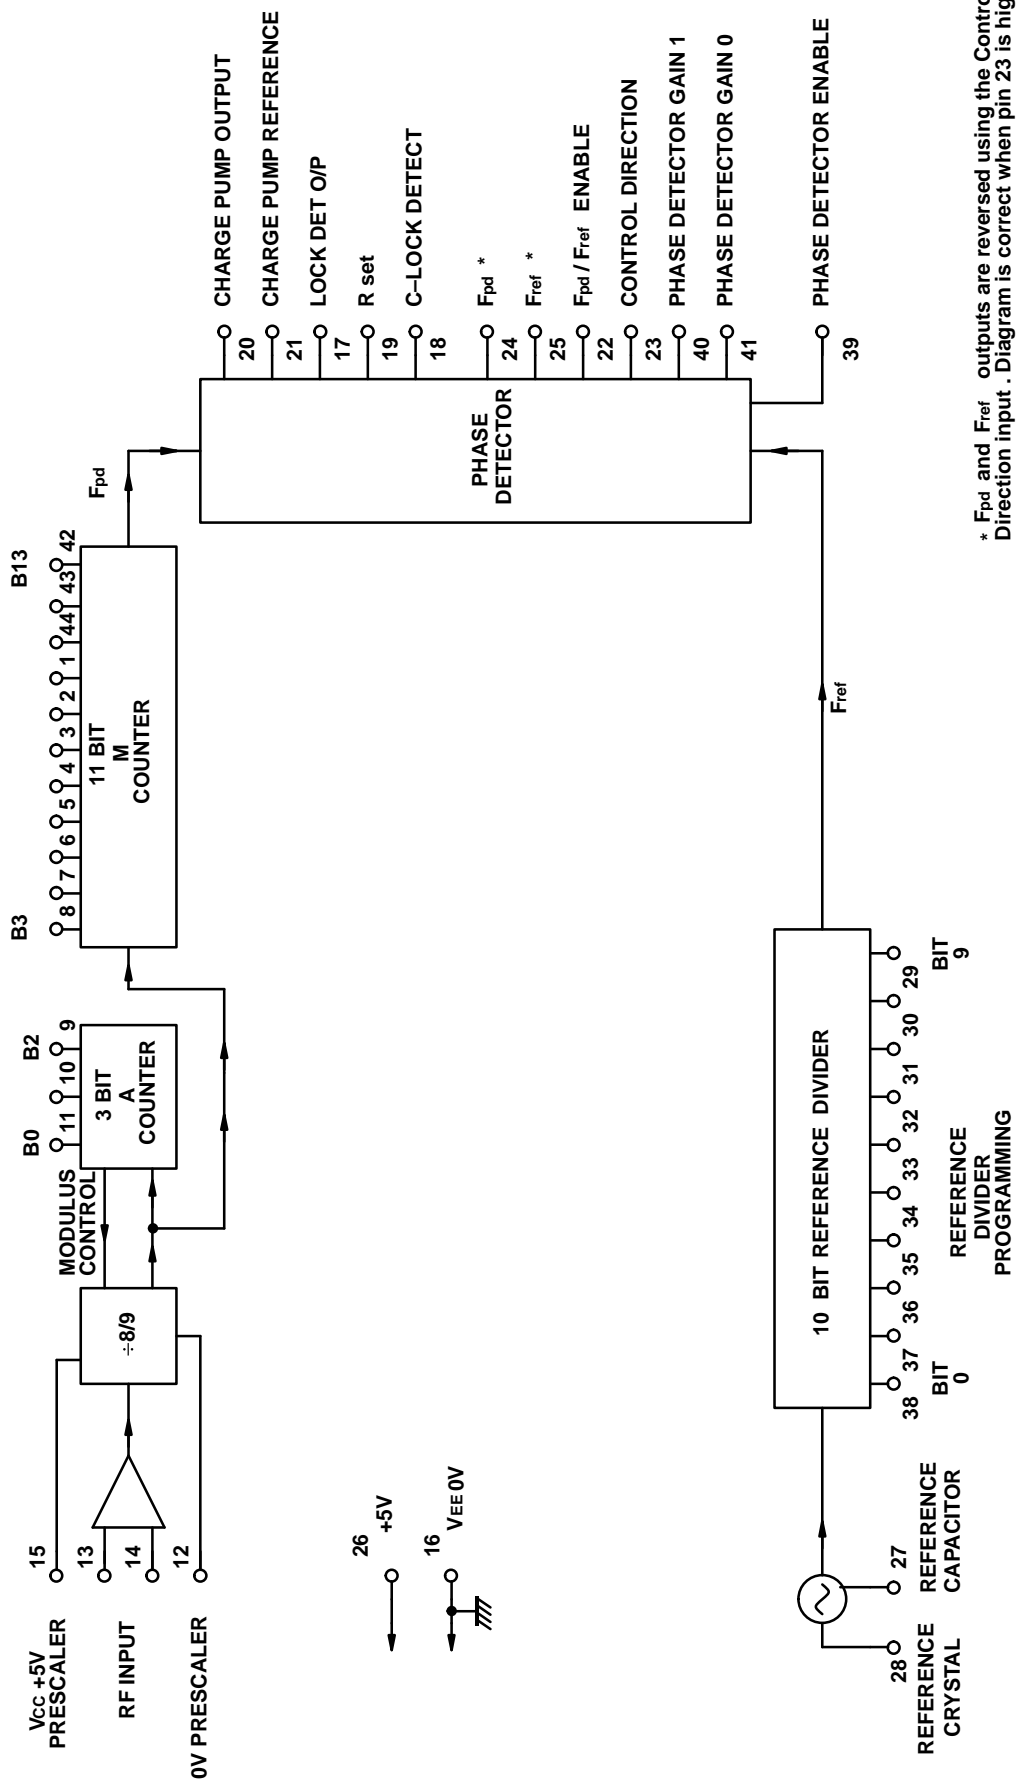 VCC +5V
PRESCALER
15
RF INPUT
13
14
0V PRESCALER
12
÷8/9
MODULUS
CONTROL
B0
B2
11
10
9
3 BIT
A
COUNTER
B3
B13
8
7
6
5
4
3
2
1
44
43
42
11 BIT
M
COUNTER
Fpd
26
+5V
16
VEE 0V
PHASE
DETECTOR
20
CHARGE PUMP OUTPUT
21
CHARGE PUMP REFERENCE
17
LOCK DET O/P
19
R set
18
C–LOCK DETECT
24
Fpd *
25
Fref *
22
Fpd / Fref ENABLE
23
CONTROL DIRECTION
40
PHASE DETECTOR GAIN 1
41
PHASE DETECTOR GAIN 0
39
PHASE DETECTOR ENABLE
28
REFERENCE
CRYSTAL
27
REFERENCE
CAPACITOR
10 BIT REFERENCE DIVIDER
Fref
38
37
36
35
34
33
32
31
30
29
BIT
0
REFERENCE
DIVIDER
PROGRAMMING
BIT
9
* Fpd and Fref outputs are reversed using the Contro
Direction input . Diagram is correct when pin 23 is hig